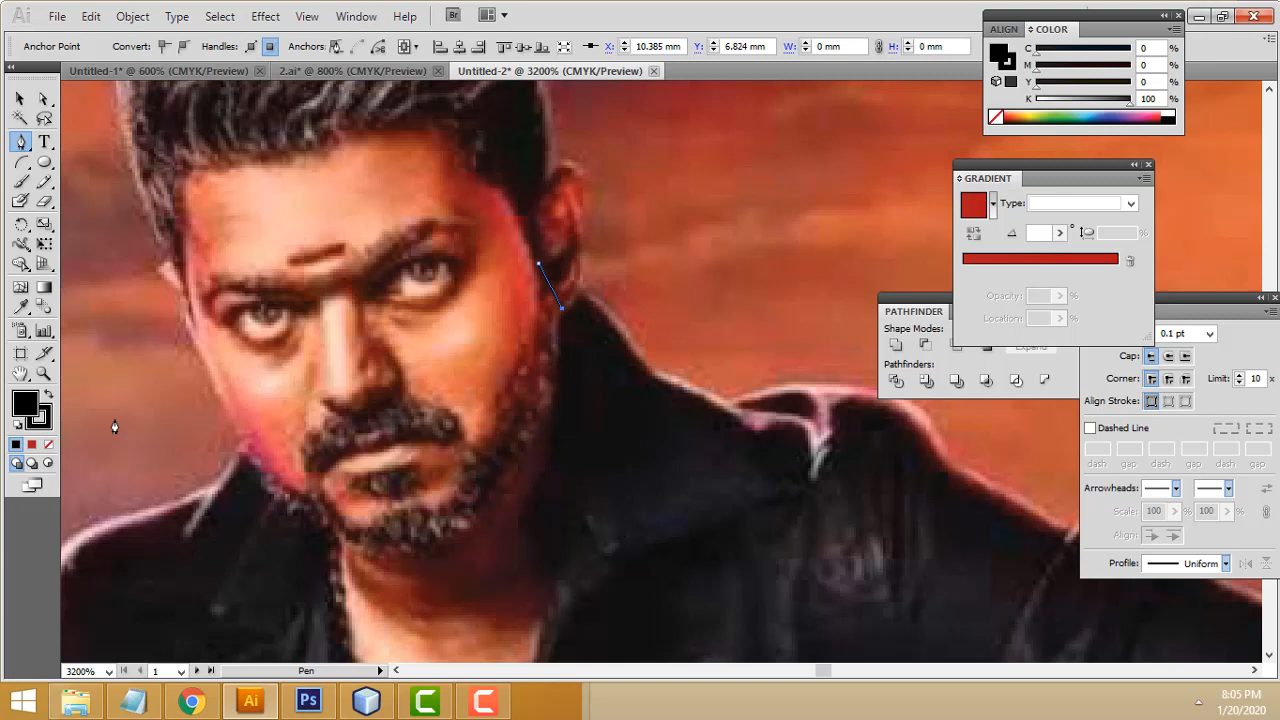 Ai File Edit Object Type Select Effect View Window Help Br
Anchor Point Convert: Handles: Anchors: X: 10.385 mm Y: 6.824 mm W: 0 mm H: 0 mm
Untitled-1* @ 600% (CMYK/Preview) 2.ai* @ 800% (CMYK/Preview) Untitled-2* @ 3200% (CMYK/Preview)
ALIGN COLOR
C 0 %
M 0 %
Y 0 %
K 100 %
GRADIENT
Type:
° %
Opacity: %
Location: %
PATHFINDER
Shape Modes:
Expand
Pathfinders:
0.1 pt
Cap:
Corner: Limit: 10 x
Align Stroke:
Dashed Line
dash gap dash gap dash gap
Arrowheads:
Scale: 100 % 100 %
Align:
Profile: Uniform
3200% 1 Pen
Ai Ps C C
8:05 PM
1/20/2020